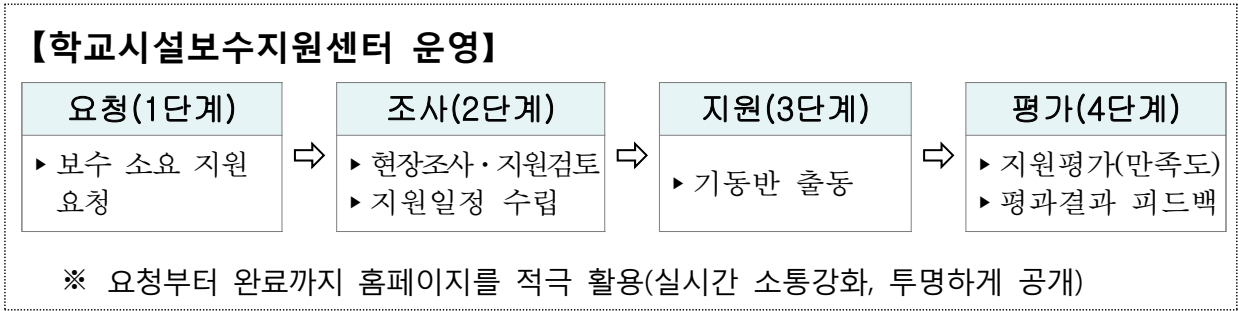 【학교시설보수지원센터 운영】
요청(1단계)
▸ 보수 소요 지원
요청
⇨
조사(2단계)
▸ 현장조사·지원검토
▸ 지원일정 수립
⇨
지원(3단계)
▸ 기동반 출동
⇨
평가(4단계)
▸ 지원평가(만족도)
▸ 평과결과 피드백
※ 요청부터 완료까지 홈페이지를 적극 활용(실시간 소통강화, 투명하게 공개)